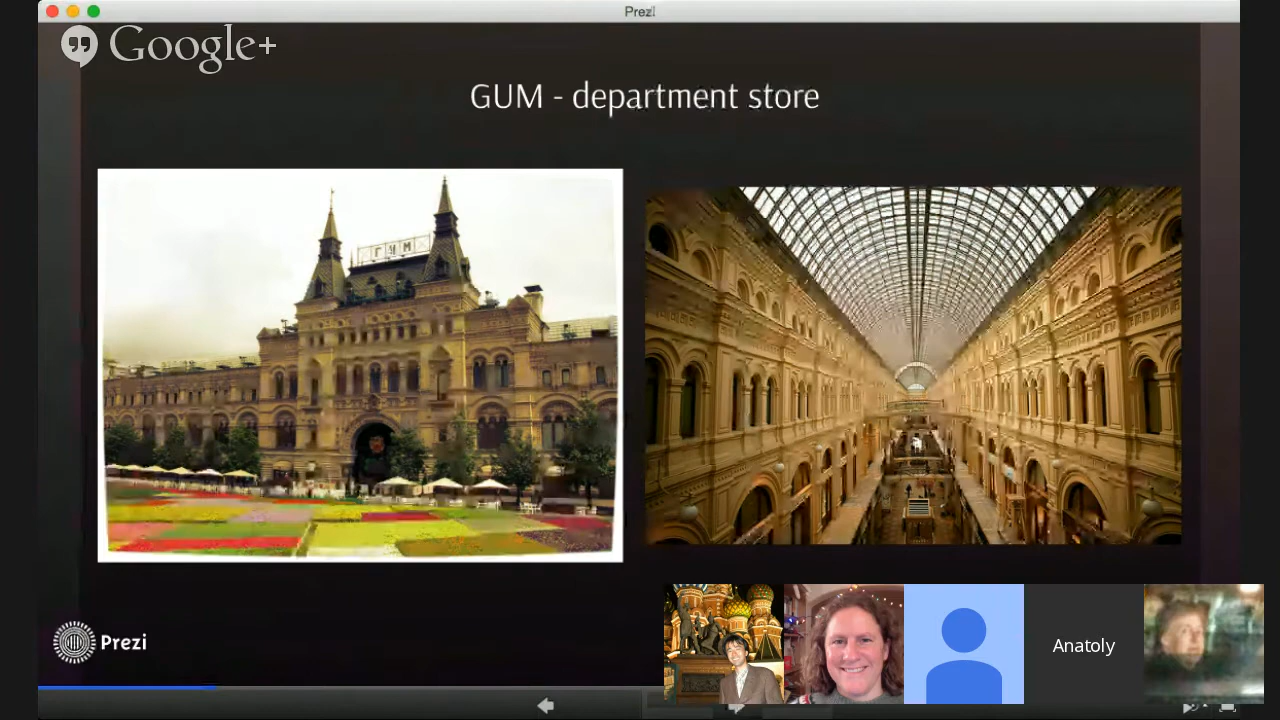 Prezi
Google+
GUM - department store
ГУМ
Prezi
Anatoly